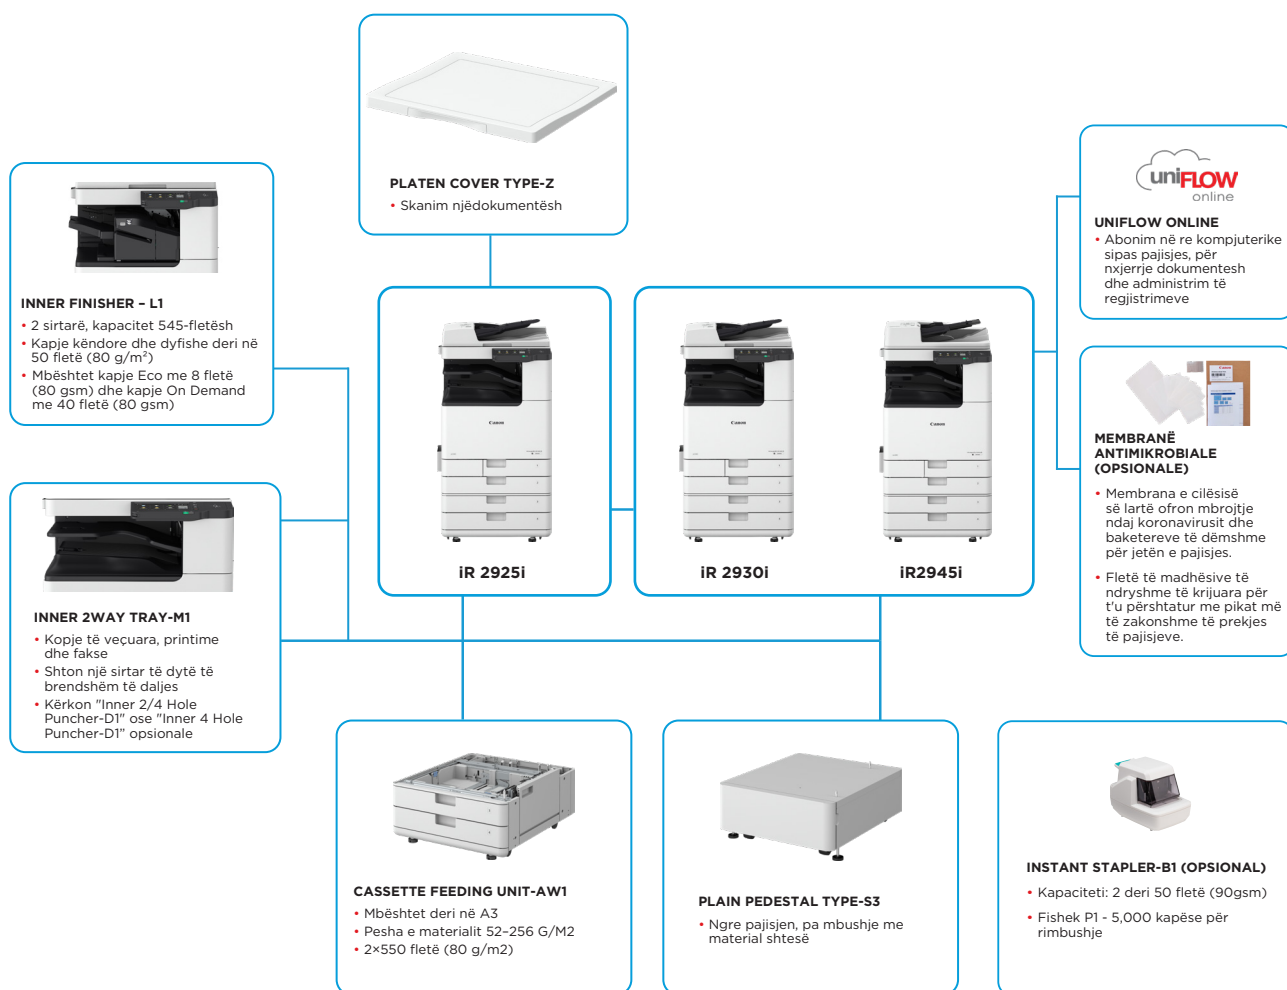 PLATEN COVER TYPE-Z
• Skanim njëdokumentësh
INNER FINISHER – L1
• 2 sirtarë, kapacitet 545-fletësh
• Kapje këndore dhe dyfishe deri në
50 fletë (80 g/m²)
• Mbështet kapje Eco me 8 fletë
(80 gsm) dhe kapje On Demand
me 40 fletë (80 gsm)
INNER 2WAY TRAY-M1
• Kopje të veçuara, printime
dhe fakse
• Shton një sirtar të dytë të
brendshëm të daljes
• Kërkon "Inner 2/4 Hole
Puncher-D1" ose "Inner 4 Hole
Puncher-D1" opsionale
Canon
iR 2925i
Canon
iR 2930i
Canon
iR2945i
uniFLOW
online
UNIFLOW ONLINE
• Abonim në re kompjuterike
sipas pajisjes, për
nxjerrje dokumentesh
dhe administrim të
regjistrimeve
MEMBRANË
ANTIMIKROBIALE
(OPSIONALE)
• Membrana e cilësisë
së lartë ofron mbrojtje
ndaj koronavirusit dhe
baketereve të dëmshme
për jetën e pajisjes.
• Fletë të madhësive të
ndryshme të krijuara për
t'u përshtatur me pikat më
të zakonshme të prekjes
të pajisjeve.
CASSETTE FEEDING UNIT-AW1
• Mbështet deri në A3
• Pesha e materialit 52–256 G/M2
• 2×550 fletë (80 g/m2)
PLAIN PEDESTAL TYPE-S3
• Ngre pajisjen, pa mbushje me
material shtesë
INSTANT STAPLER-B1 (OPSIONAL)
• Kapaciteti: 2 deri 50 fletë (90gsm)
• Fishek P1 - 5,000 kapëse për
rimbushje